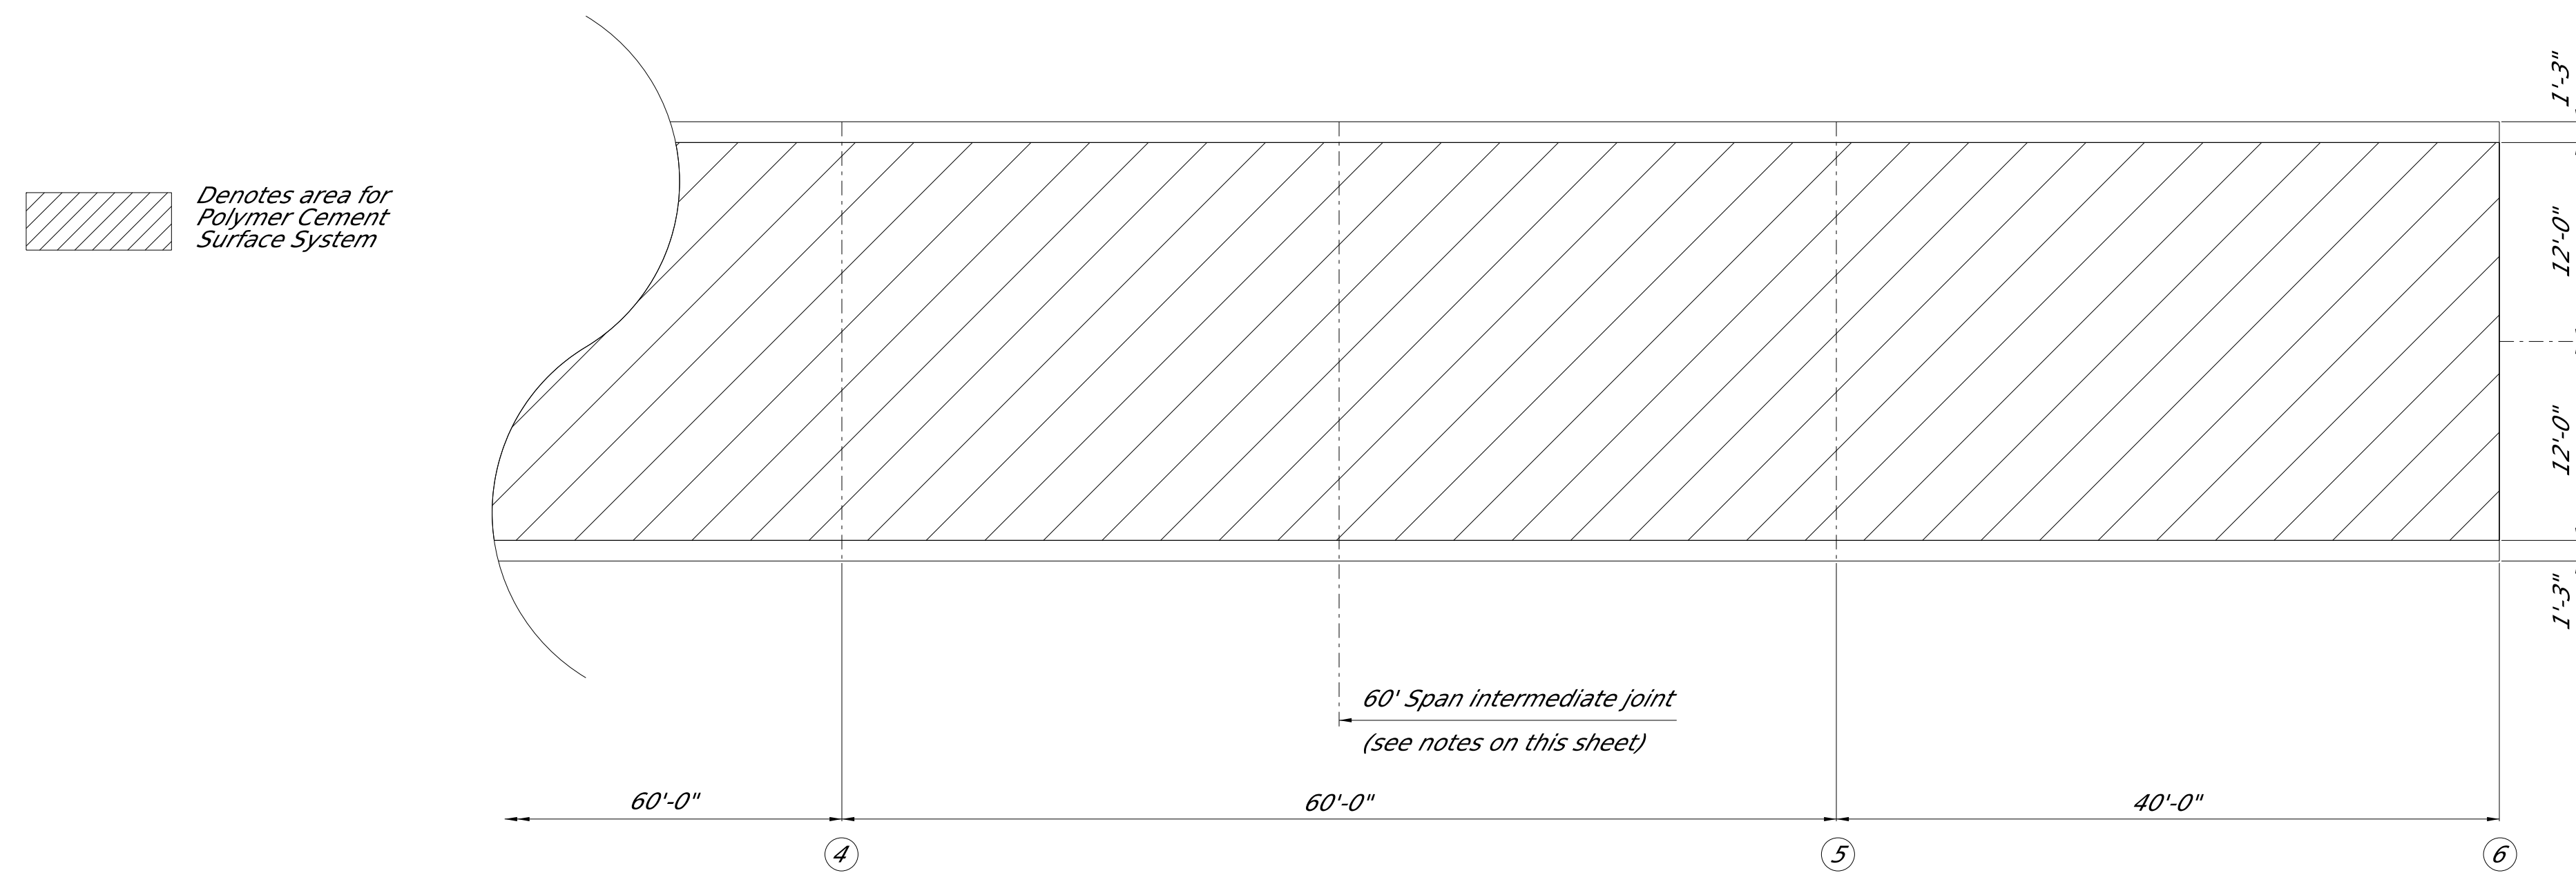 1'-3"
Denotes area for
Polymer Cement
Surface System
12'-0"
12'-0"
1'-3"
60' Span intermediate joint
(see notes on this sheet)
60'-0"
60'-0"
40'-0"
4
5
6